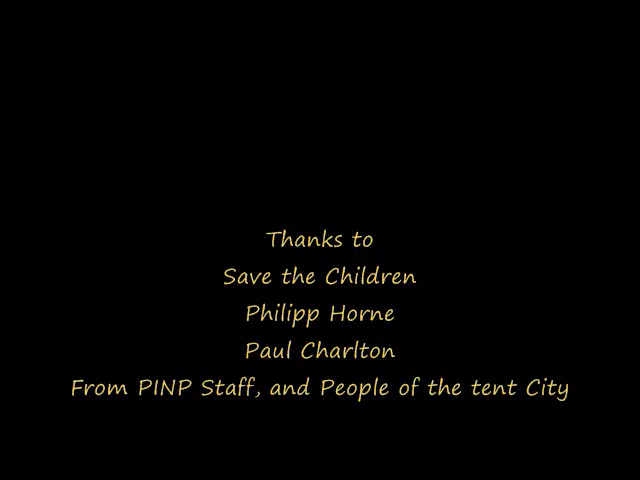 Thanks to
Save the Children
Philipp Horne
Paul Charlton
From PINP Staff, and People of the tent City